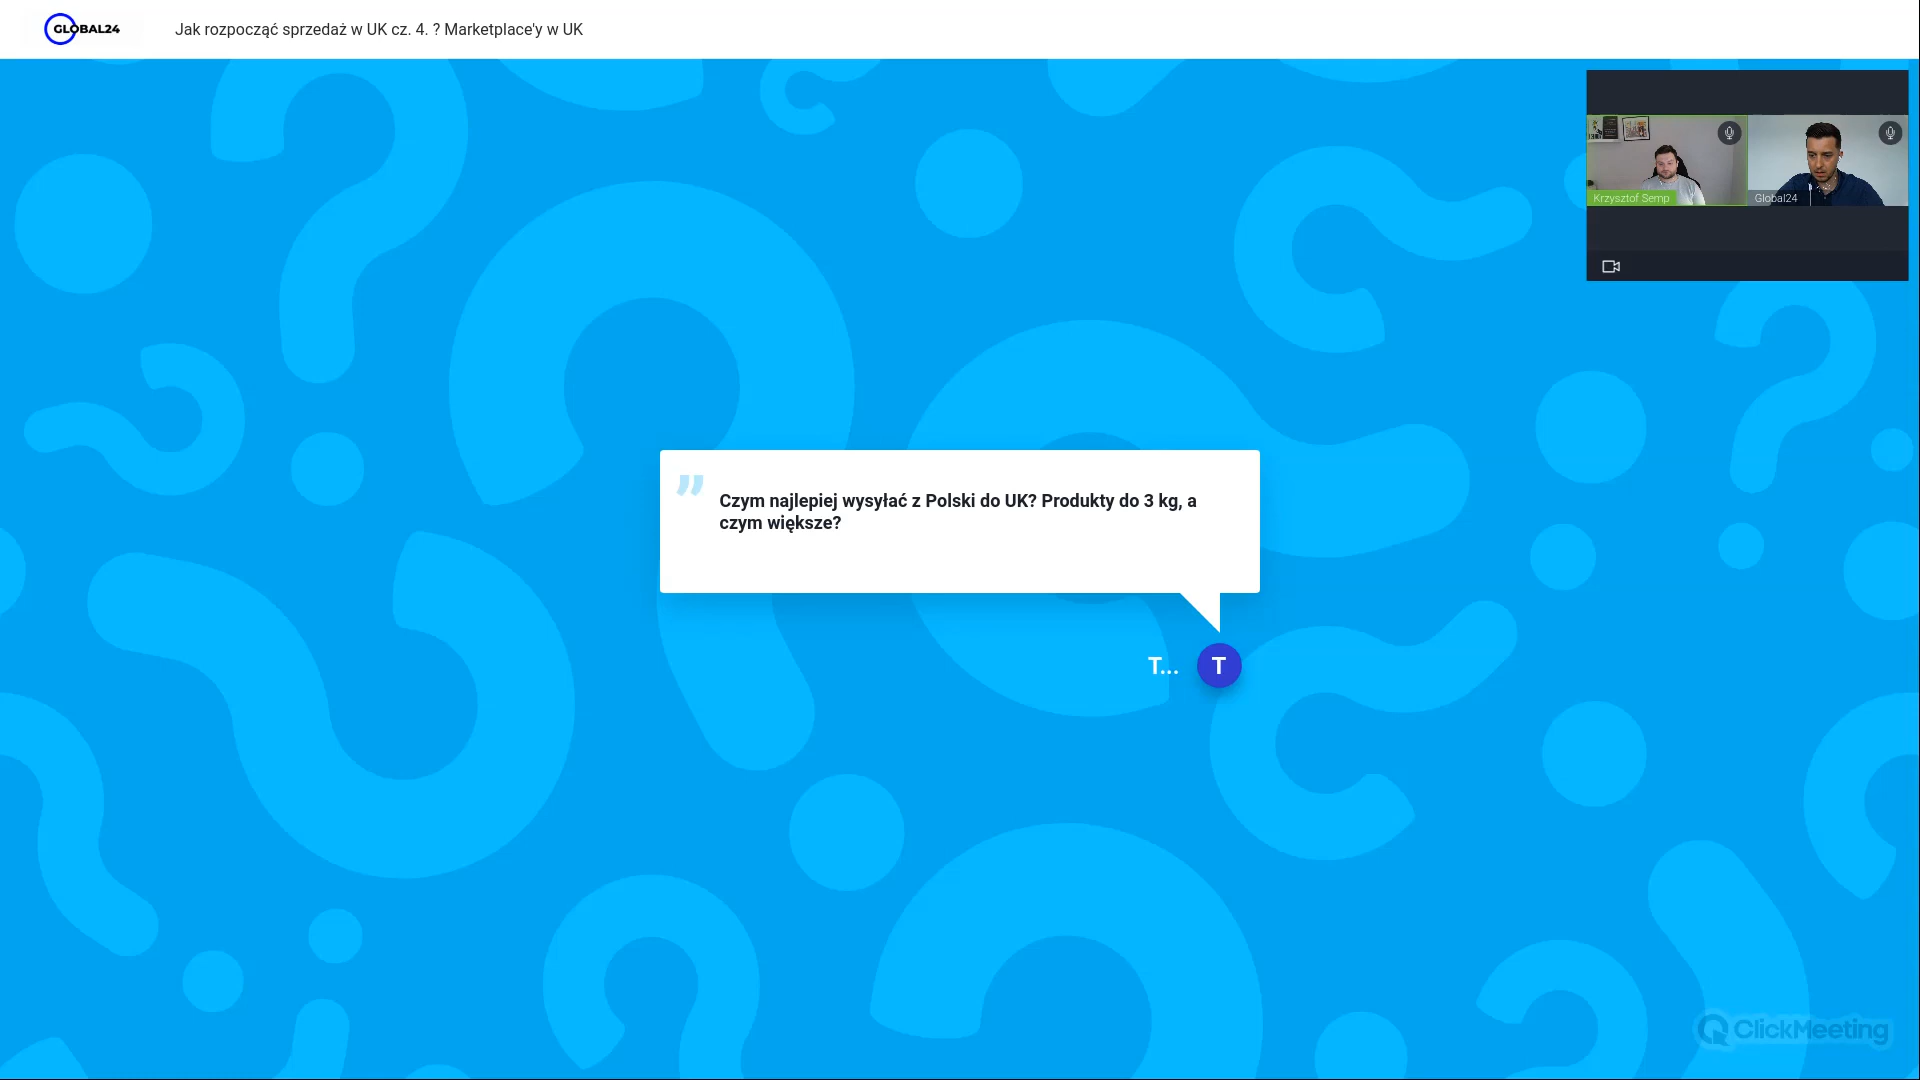 GLOBAL24
Jak rozpocząć sprzedaż w UK cz. 4. ? Marketplace'y w UK
Krzysztof Semp
Global24
Czym najlepiej wysyłać z Polski do UK? Produkty do 3 kg, a
czym większe?
T...
T
ClickMeeting